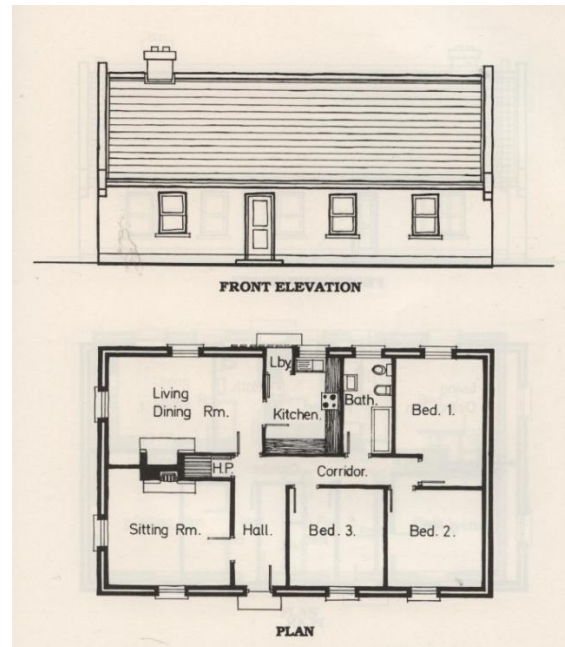 FRONT ELEVATION
Lby.
Living
Dining Rm.
Kitchen.
Bath.
Bed. 1.
H.P.
Corridor.
Sitting Rm.
Hall.
Bed. 3.
Bed. 2.
PLAN